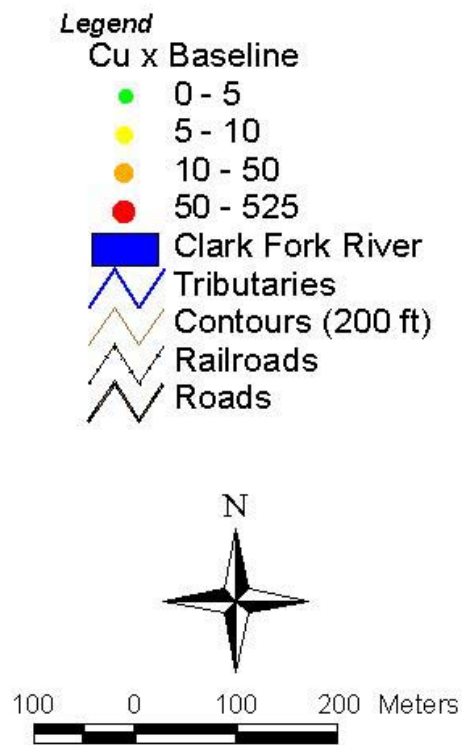 Legend
Cu x Baseline
0 - 5
5 - 10
10 - 50
50 - 525
Clark Fork River
Tributaries
Contours (200 ft)
Railroads
Roads
N
100 0 100 200 Meters